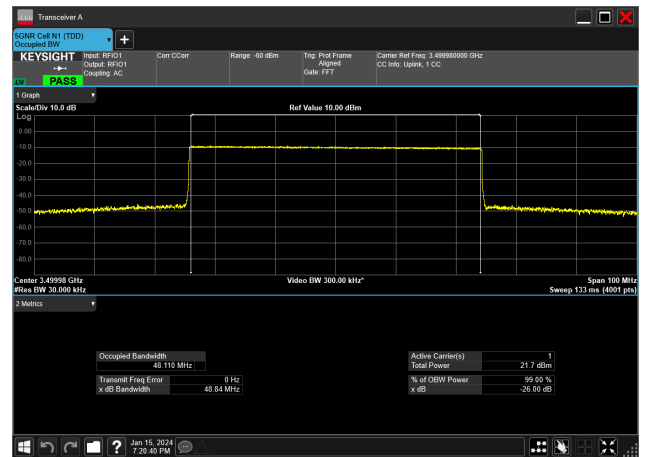 Transceiver A
5GNR Cell N1 (TDD)
Occupied BW
+
KEYSIGHT
LW PASS
Input: RFIO1
Output: RFIO1
Coupling: AC
Corr CCorr
Range: -60 dBm
Trig: Prot Frame
Aligned
Gate: FFT
Carrier Ref Freq: 3.499980000 GHz
CC Info: Uplink, 1 CC
1 Graph
Scale/Div 10.0 dB
Ref Value 10.00 dBm
Log
0.00
-10.0
-20.0
-30.0
-40.0
-50.0
-60.0
-70.0
-80.0
Center 3.49998 GHz
Video BW 300.00 kHz*
Span 100 MHz
#Res BW 30.000 kHz
Sweep 133 ms (4001 pts)
2 Metrics
Occupied Bandwidth
48.110 MHz
Transmit Freq Error 0 Hz
x dB Bandwidth 48.84 MHz
Active Carrier(s) 1
Total Power 21.7 dBm
% of OBW Power 99.00 %
x dB -26.00 dB
?
Jan 15, 2024
7:20:40 PM